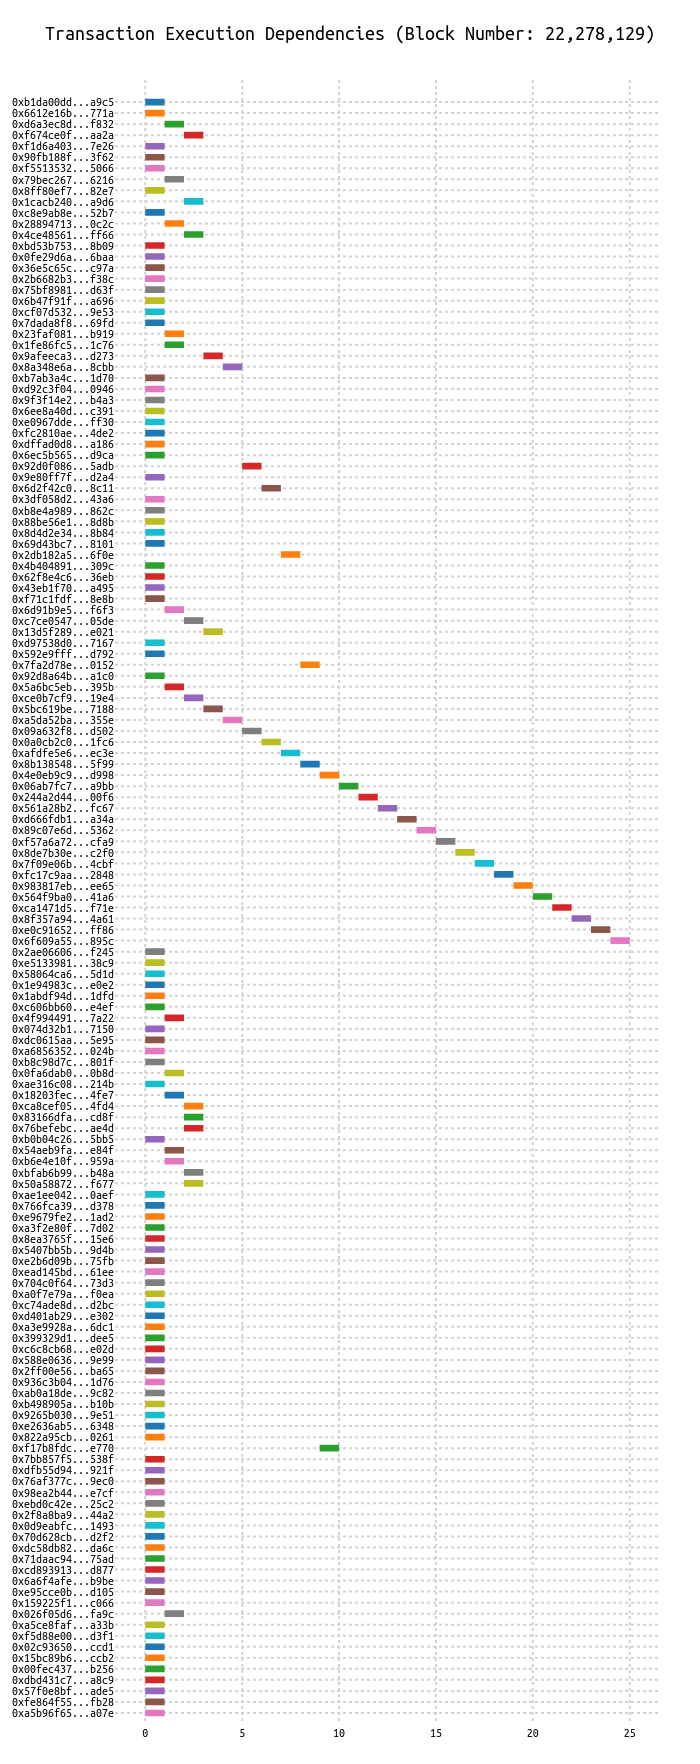 Transaction Execution Dependencies (Block Number: 22,278,129)
0xb1da00dd...a9c5
0x6612e16b...771a
0xd6a3ec8d...f832
0xf674ce0f...aa2a
0xf1d6a403...7e26
0x90fb188f...3f62
0xf5513532...5066
0x79bec267...6216
0x8ff80ef7...82e7
0x1cacb240...a9d6
0xc8e9ab8e...52b7
0x28894713...0c2c
0x4ce48561...ff66
0xbd53b753...8b09
0x0fe29d6a...6baa
0x36e5c65c...c97a
0x2b6682b3...f38c
0x75bf8981...d63f
0x6b47f91f...a696
0xcf07d532...9e53
0x7dada8f8...69fd
0x23faf081...b919
0x1fe86fc5...1c76
0x9afeeca3...d273
0x8a348e6a...8cbb
0xb7ab3a4c...1d70
0xd92c3f04...0946
0x9f3f14e2...b4a3
0x6ee8a40d...c391
0xe0967dde...ff30
0xfc2810ae...4de2
0xdffad0d8...a186
0x6ec5b565...d9ca
0x92d0f086...5adb
0x9e80ff7f...d2a4
0x6d2f42c0...8c11
0x3df058d2...43a6
0xb8e4a989...862c
0x88be56e1...8d8b
0x8d4d2e34...8b84
0x69d43bc7...8101
0x2db182a5...6f0e
0x4b404891...309c
0x62f8e4c6...36eb
0x43eb1f70...a495
0xf71c1fdf...8e8b
0x6d91b9e5...f6f3
0xc7ce0547...05de
0x13d5f289...e021
0xd97538d0...7167
0x592e9fff...d792
0x7fa2d78e...0152
0x92d8a64b...a1c0
0x5a6bc5eb...395b
0xce0b7cf9...19e4
0x5bc619be...7188
0xa5da52ba...355e
0x09a632f8...d502
0x0a0cb2c0...1fc6
0xafdfe5e6...ec3e
0x8b138548...5f99
0x4e0eb9c9...d998
0x06ab7fc7...a9bb
0x244a2d44...00f6
0x561a28b2...fc67
0xd666fdb1...a34a
0x89c07e6d...5362
0xf57a6a72...cfa9
0x8de7b30e...c2f0
0x7f09e06b...4cbf
0xfc17c9aa...2848
0x983817eb...ee65
0x564f9ba0...41a6
0xca1471d5...f71e
0x8f357a94...4a61
0xe0c91652...ff86
0x6f609a55...895c
0x2ae06606...f245
0xe5133981...38c9
0x58064ca6...5d1d
0x1e94983c...e0e2
0x1abdf94d...1dfd
0xc606bb60...e4ef
0x4f994491...7a22
0x074d32b1...7150
0xdc0615aa...5e95
0xa6856352...024b
0xb8c98d7c...801f
0x0fa6dab0...0b8d
0xae316c08...214b
0x18203fec...4fe7
0xca8cef05...4fd4
0x83166dfa...cd8f
0x76befebc...ae4d
0xb0b04c26...5bb5
0x54aeb9fa...e84f
0xb6e4e10f...959a
0xbfab6b99...b48a
0x50a58872...f677
0xae1ee042...0aef
0x766fca39...d378
0xe9679fe2...1ad2
0xa3f2e80f...7d02
0x8ea3765f...15e6
0x5407bb5b...9d4b
0xe2b6d09b...75fb
0xead145bd...61ee
0x704c0f64...73d3
0xa0f7e79a...f0ea
0xc74ade8d...d2bc
0xd401ab29...e302
0xa3e9928a...6dc1
0x399329d1...dee5
0xc6c8cb68...e02d
0x588e0636...9e99
0x2ff00e56...ba65
0x936c3b04...1d76
0xab0a18de...9c82
0xb498905a...b10b
0x9265b030...9e51
0xe2636ab5...6348
0x822a95cb...0261
0xf17b8fdc...e770
0x7bb857f5...538f
0xdfb55d94...921f
0x76af377c...9ec0
0x98ea2b44...e7cf
0xebd0c42e...25c2
0x2f8a8ba9...44a2
0x0d9eabfc...1493
0x70d628cb...d2f2
0xdc58db82...da6c
0x71daac94...75ad
0xcd893913...d877
0x6a6f4afe...b9be
0xe95cce0b...d105
0x159225f1...c066
0x026f05d6...fa9c
0xa5ce8faf...a33b
0xf5d88e00...d3f1
0x02c93650...ccd1
0x15bc89b6...ccb2
0x00fec437...b256
0xdbd431c7...a8c9
0x57f0e8bf...ade5
0xfe864f55...fb28
0xa5b96f65...a07e
0 5 10 15 20 25